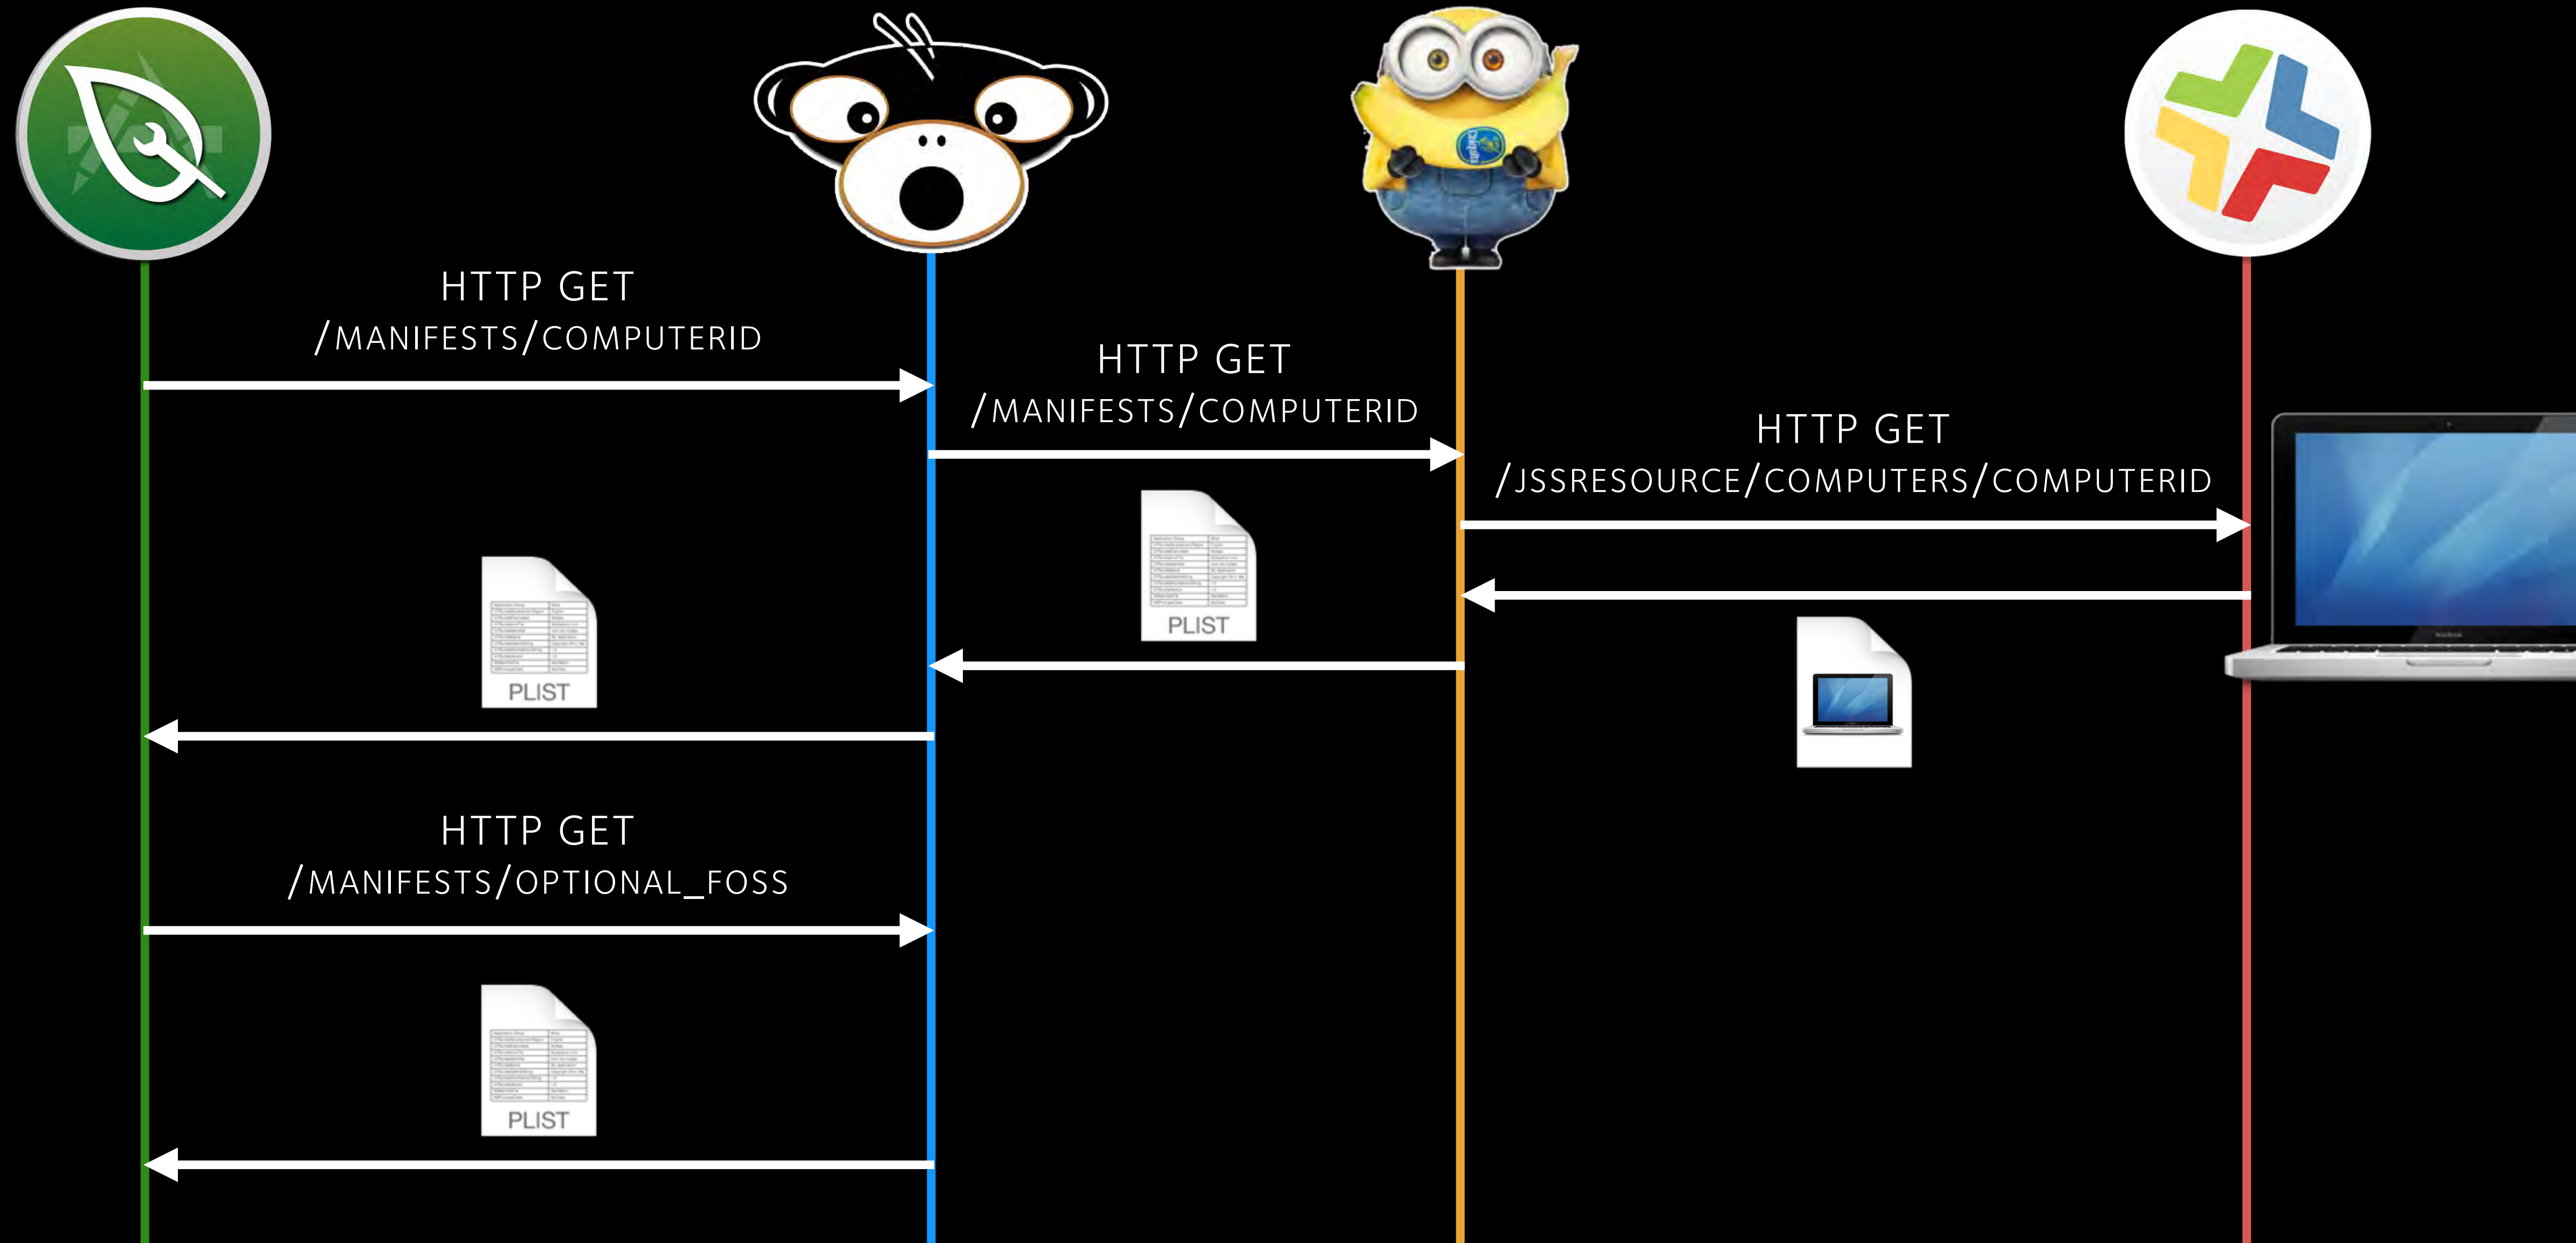 HTTP GET
/MANIFESTS/COMPUTERID
HTTP GET
/MANIFESTS/COMPUTERID
HTTP GET
/JSSRESOURCE/COMPUTERS/COMPUTERID
PLIST
PLIST
HTTP GET
/MANIFESTS/OPTIONAL_FOSS
PLIST